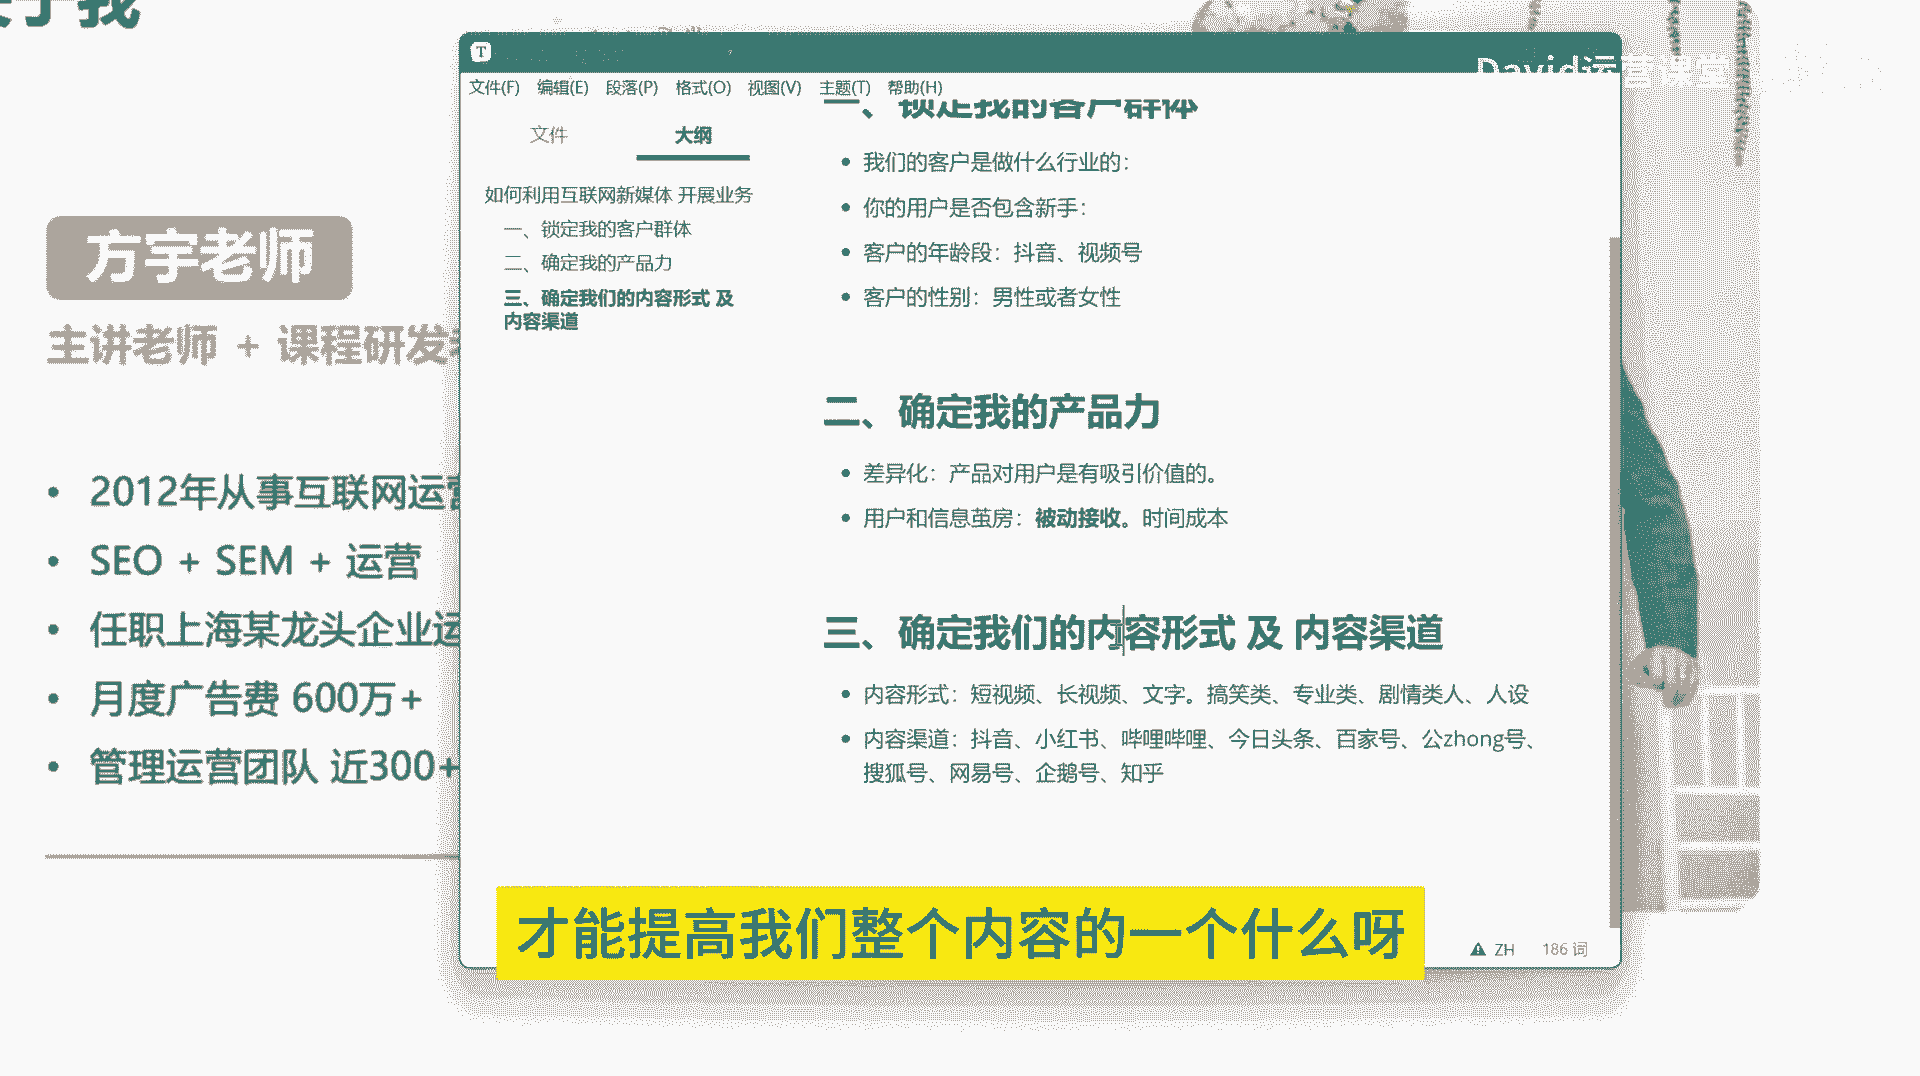 于我
方宇老师
主讲老师 + 课程研发
• 2012年从事互联网运营
• SEO + SEM + 运营
• 任职上海某龙头企业运
• 月度广告费 600万+
• 管理运营团队 近300+
T
David运营课堂
文件(F) 编辑(E) 段落(P) 格式(O) 视图(V) 主题(T) 帮助(H)
文件 大纲
如何利用互联网新媒体 开展业务
一、锁定我的客户群体
二、确定我的产品力
三、确定我们的内容形式 及
内容渠道
一、锁定我的客户群体
• 我们的客户是做什么行业的：
• 你的用户是否包含新手：
• 客户的年龄段：抖音、视频号
• 客户的性别：男性或者女性
二、确定我的产品力
• 差异化：产品对用户是有吸引价值的。
• 用户和信息茧房：被动接收。时间成本
三、确定我们的内容形式 及 内容渠道
• 内容形式：短视频、长视频、文字。搞笑类、专业类、剧情类人、人设
• 内容渠道：抖音、小红书、哔哩哔哩、今日头条、百家号、公zhong号、
搜狐号、网易号、企鹅号、知乎
才能提高我们整个内容的一个什么呀
ZH 186 词